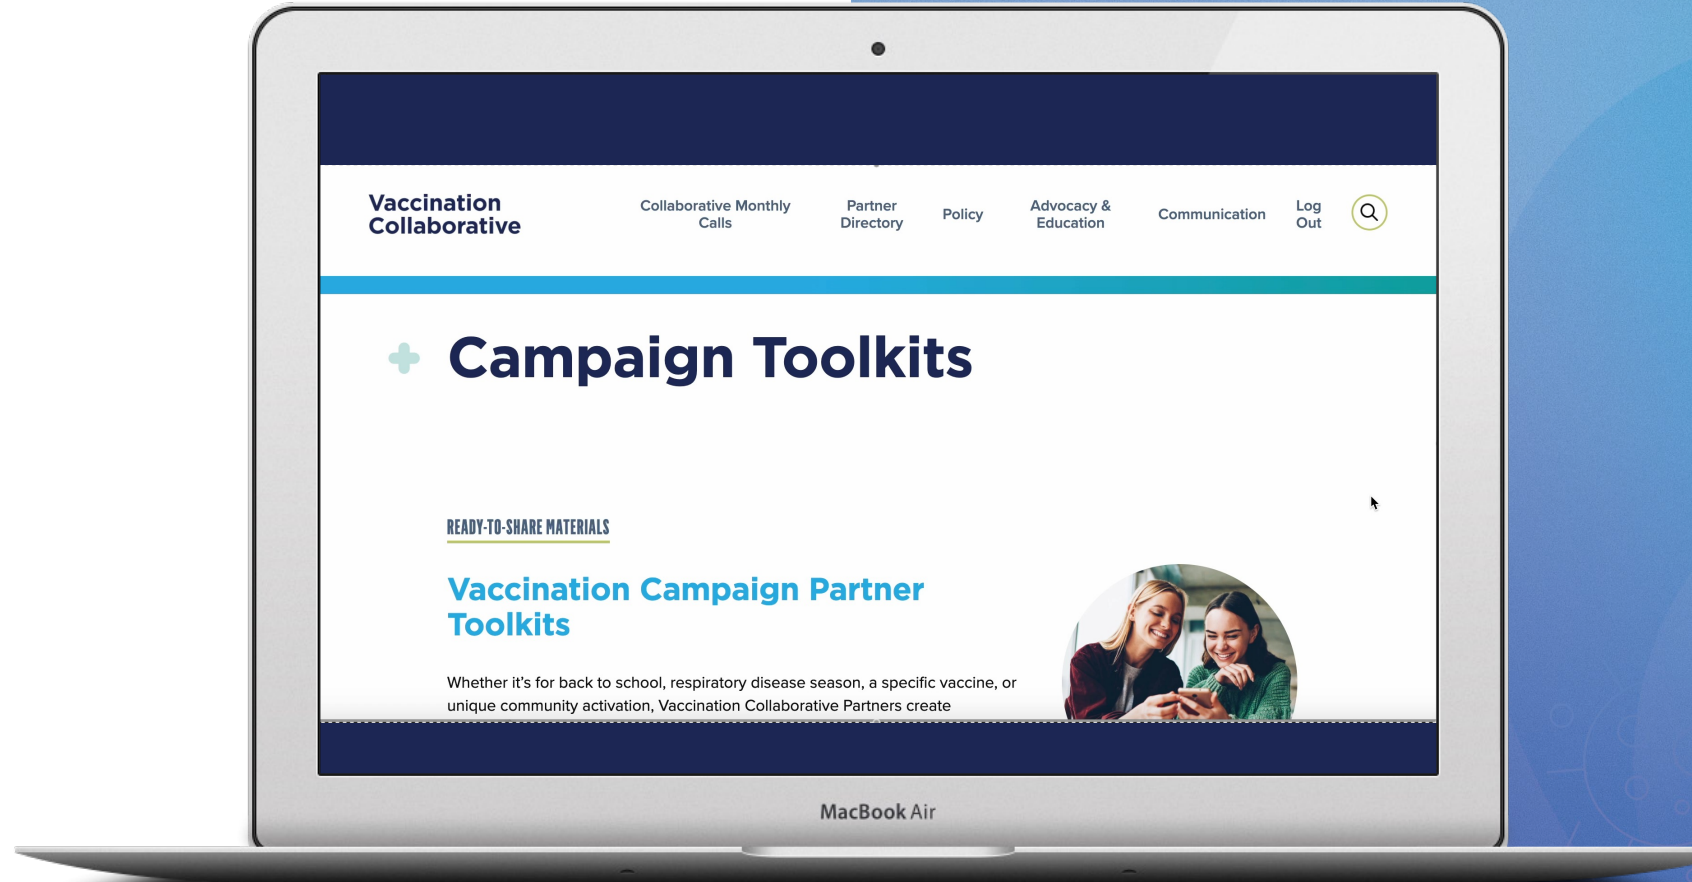 Vaccination
Collaborative
Collaborative Monthly
Calls
Partner
Directory
Policy
Advocacy &
Education
Communication
Log
Out
Campaign Toolkits
READY-TO-SHARE MATERIALS
Vaccination Campaign Partner
Toolkits
Whether it's for back to school, respiratory disease season, a specific vaccine, or
unique community activation, Vaccination Collaborative Partners create
MacBook Air